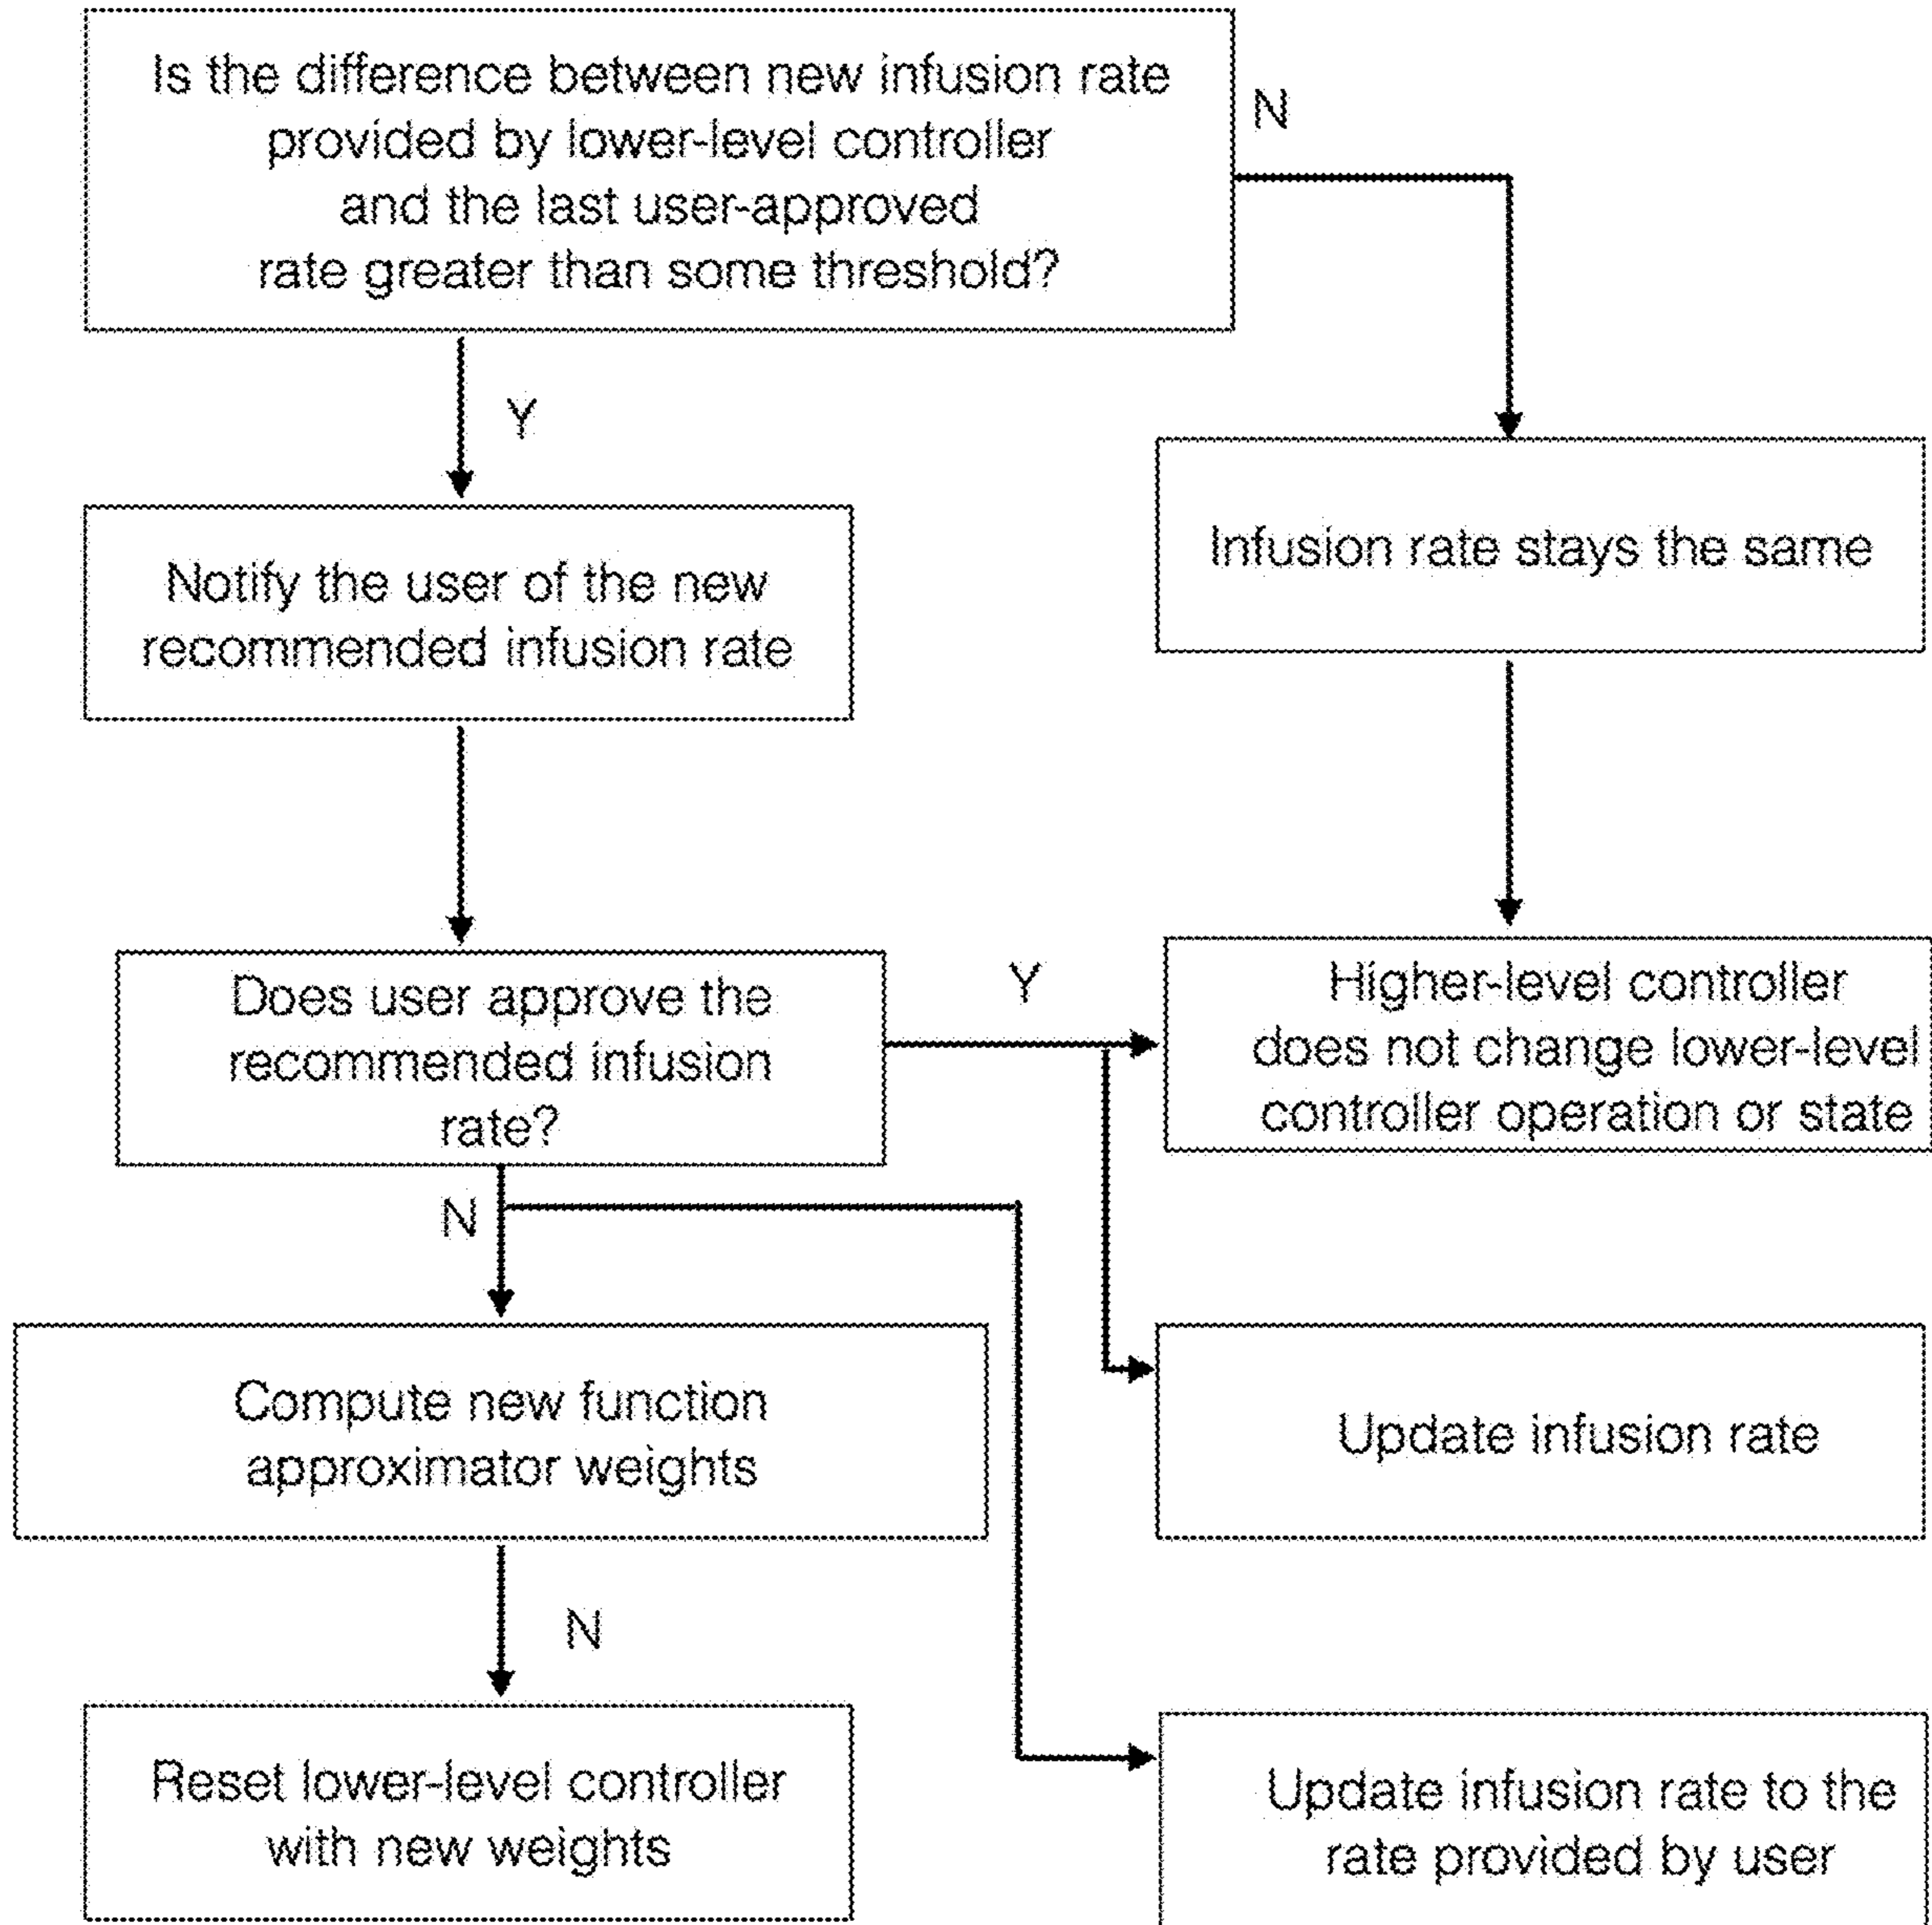 Is the difference between new infusion rate
provided by lower-level controller
and the last user-approved
rate greater than some threshold?
N
Y
Infusion rate stays the same
Notify the user of the new
recommended infusion rate
Does user approve the
recommended infusion
rate?
Y
Higher-level controller
does not change lower-level
controller operation or state
N
Compute new function
approximator weights
Update infusion rate
N
Reset lower-level controller
with new weights
Update infusion rate to the
rate provided by user